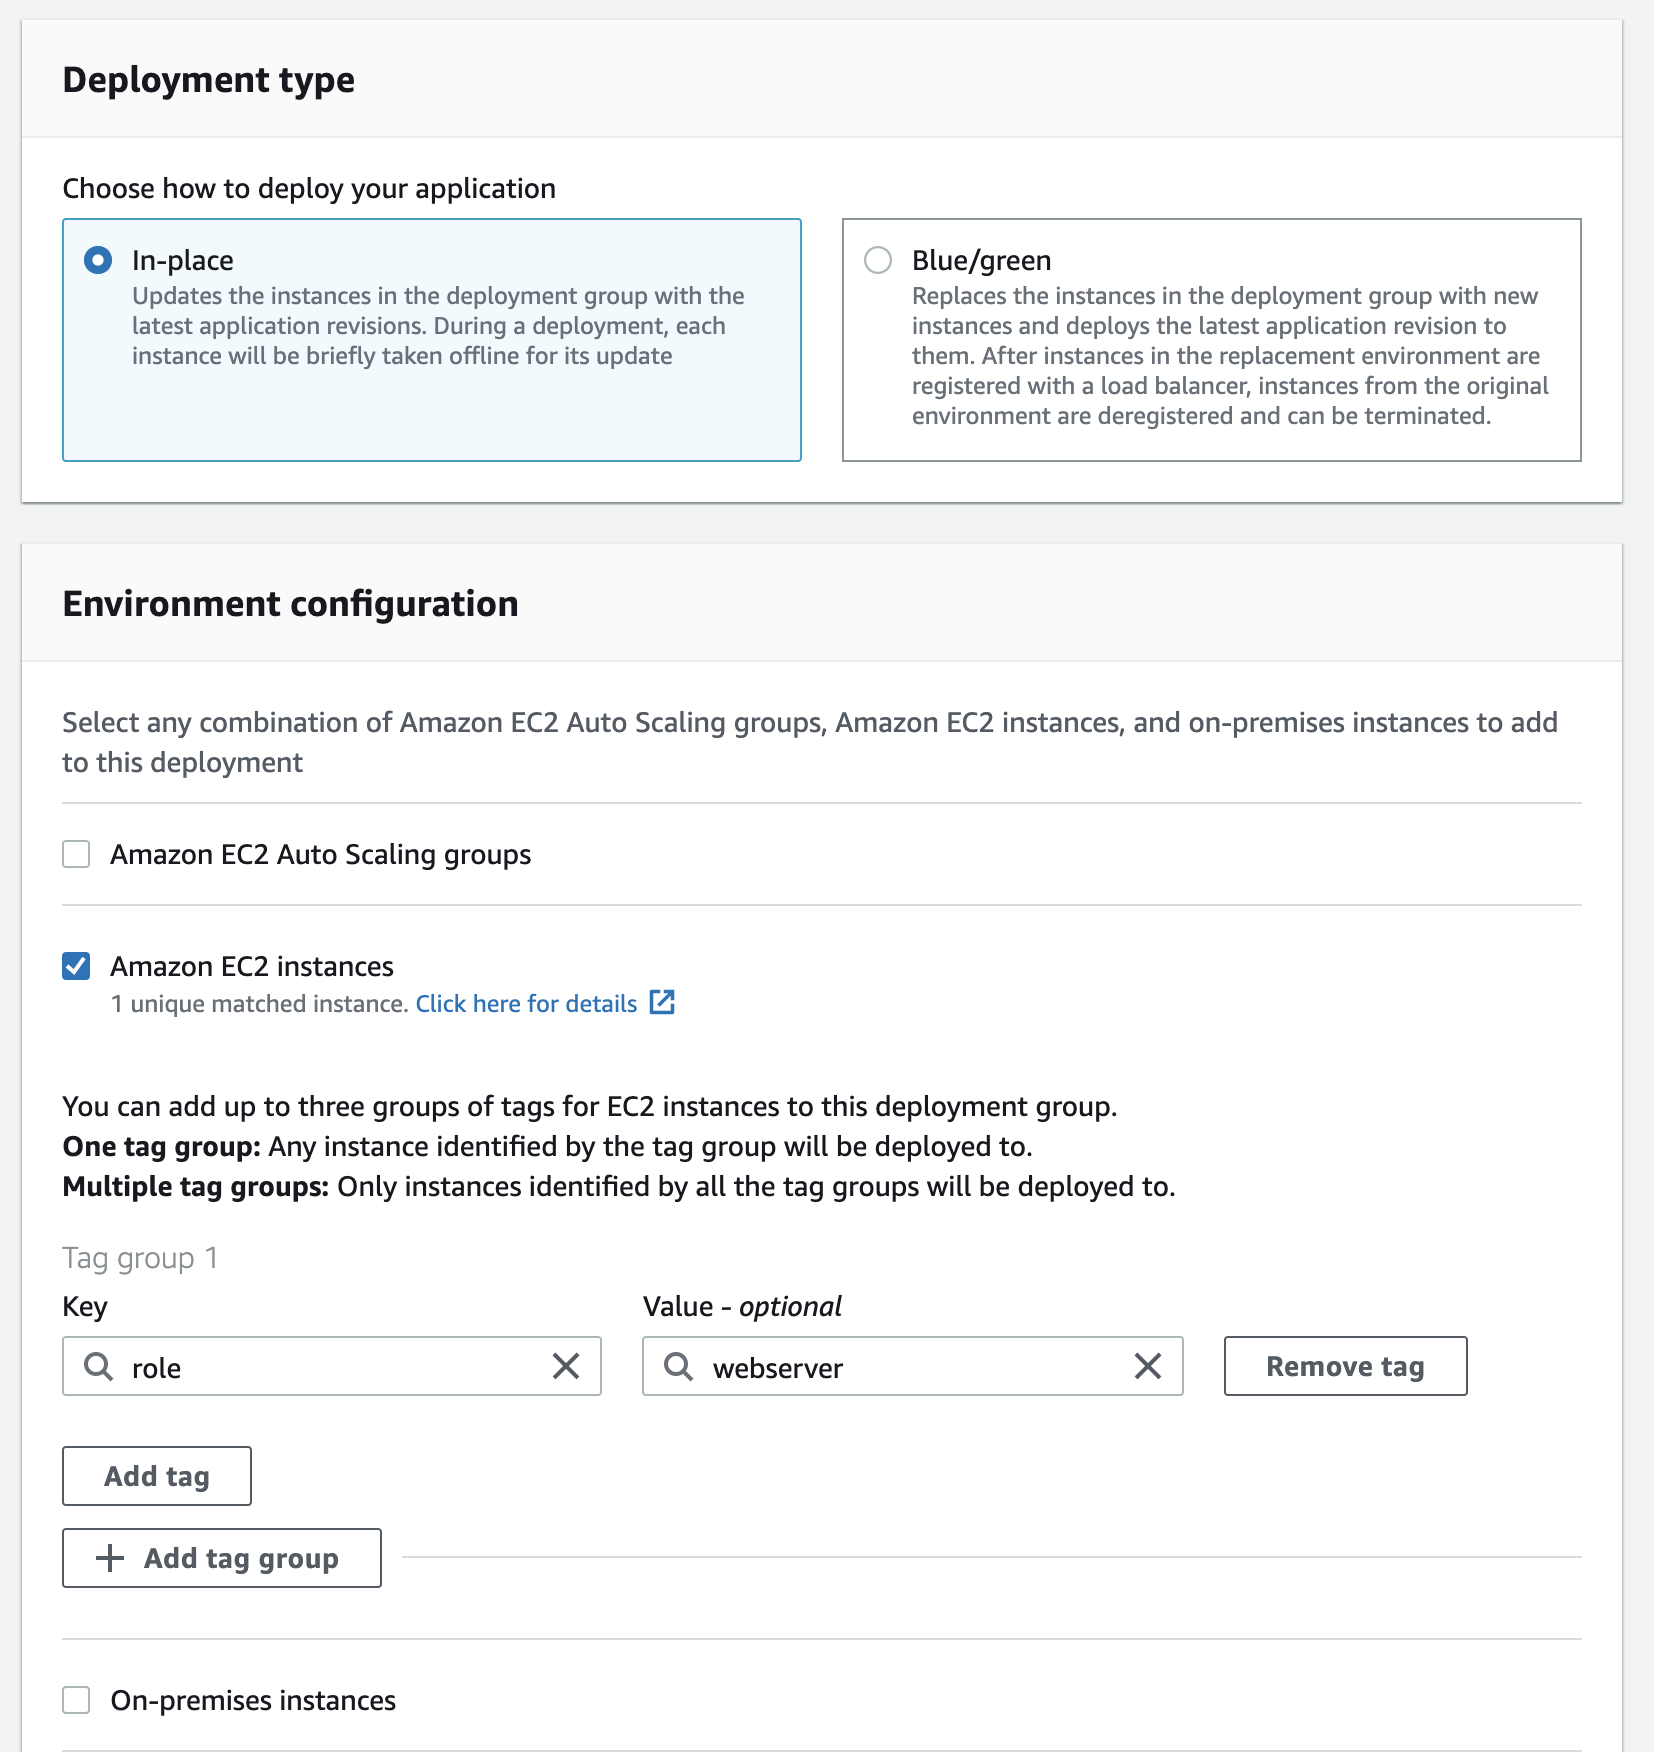 Deployment type
Choose how to deploy your application
In-place
Updates the instances in the deployment group with the
latest application revisions. During a deployment, each
instance will be briefly taken offline for its update
Blue/green
Replaces the instances in the deployment group with new
instances and deploys the latest application revision to
them. After instances in the replacement environment are
registered with a load balancer, instances from the original
environment are deregistered and can be terminated.
Environment configuration
Select any combination of Amazon EC2 Auto Scaling groups, Amazon EC2 instances, and on-premises instances to add
to this deployment
Amazon EC2 Auto Scaling groups
Amazon EC2 instances
1 unique matched instance. Click here for details
You can add up to three groups of tags for EC2 instances to this deployment group.
One tag group: Any instance identified by the tag group will be deployed to.
Multiple tag groups: Only instances identified by all the tag groups will be deployed to.
Tag group 1
Key
Value - optional
role
webserver
Remove tag
Add tag
Add tag group
On-premises instances